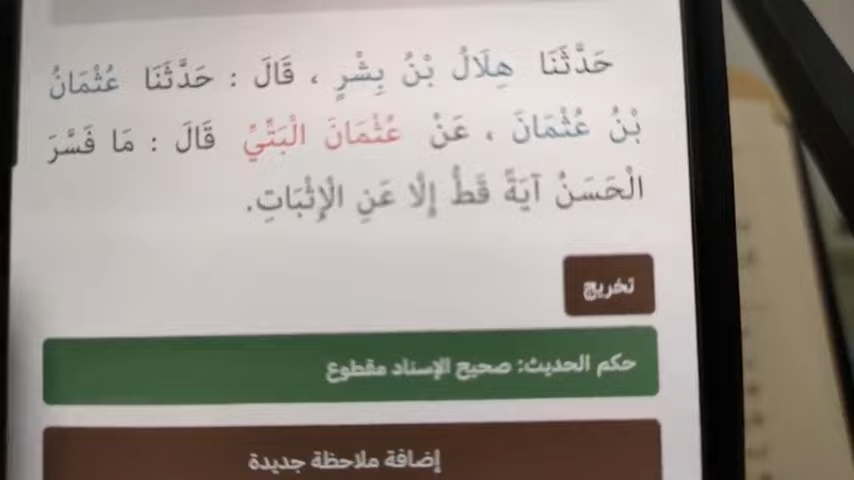 حَدَّثَنَا هِلَالُ بْنُ بِشْرٍ ، قَالَ : حَدَّثَنَا عُثْمَانُ
بْنُ عُثْمَانَ ، عَنْ عُثْمَانَ الْبَتِّيِّ قَالَ : مَا فَسَّرَ
الْحَسَنُ آيَةً قَطُّ إِلَّا عَنِ الْإِثْبَاتِ.
تخريج
حكم الحديث: صحيح الإسناد مقطوع
إضافة ملاحظة جديدة